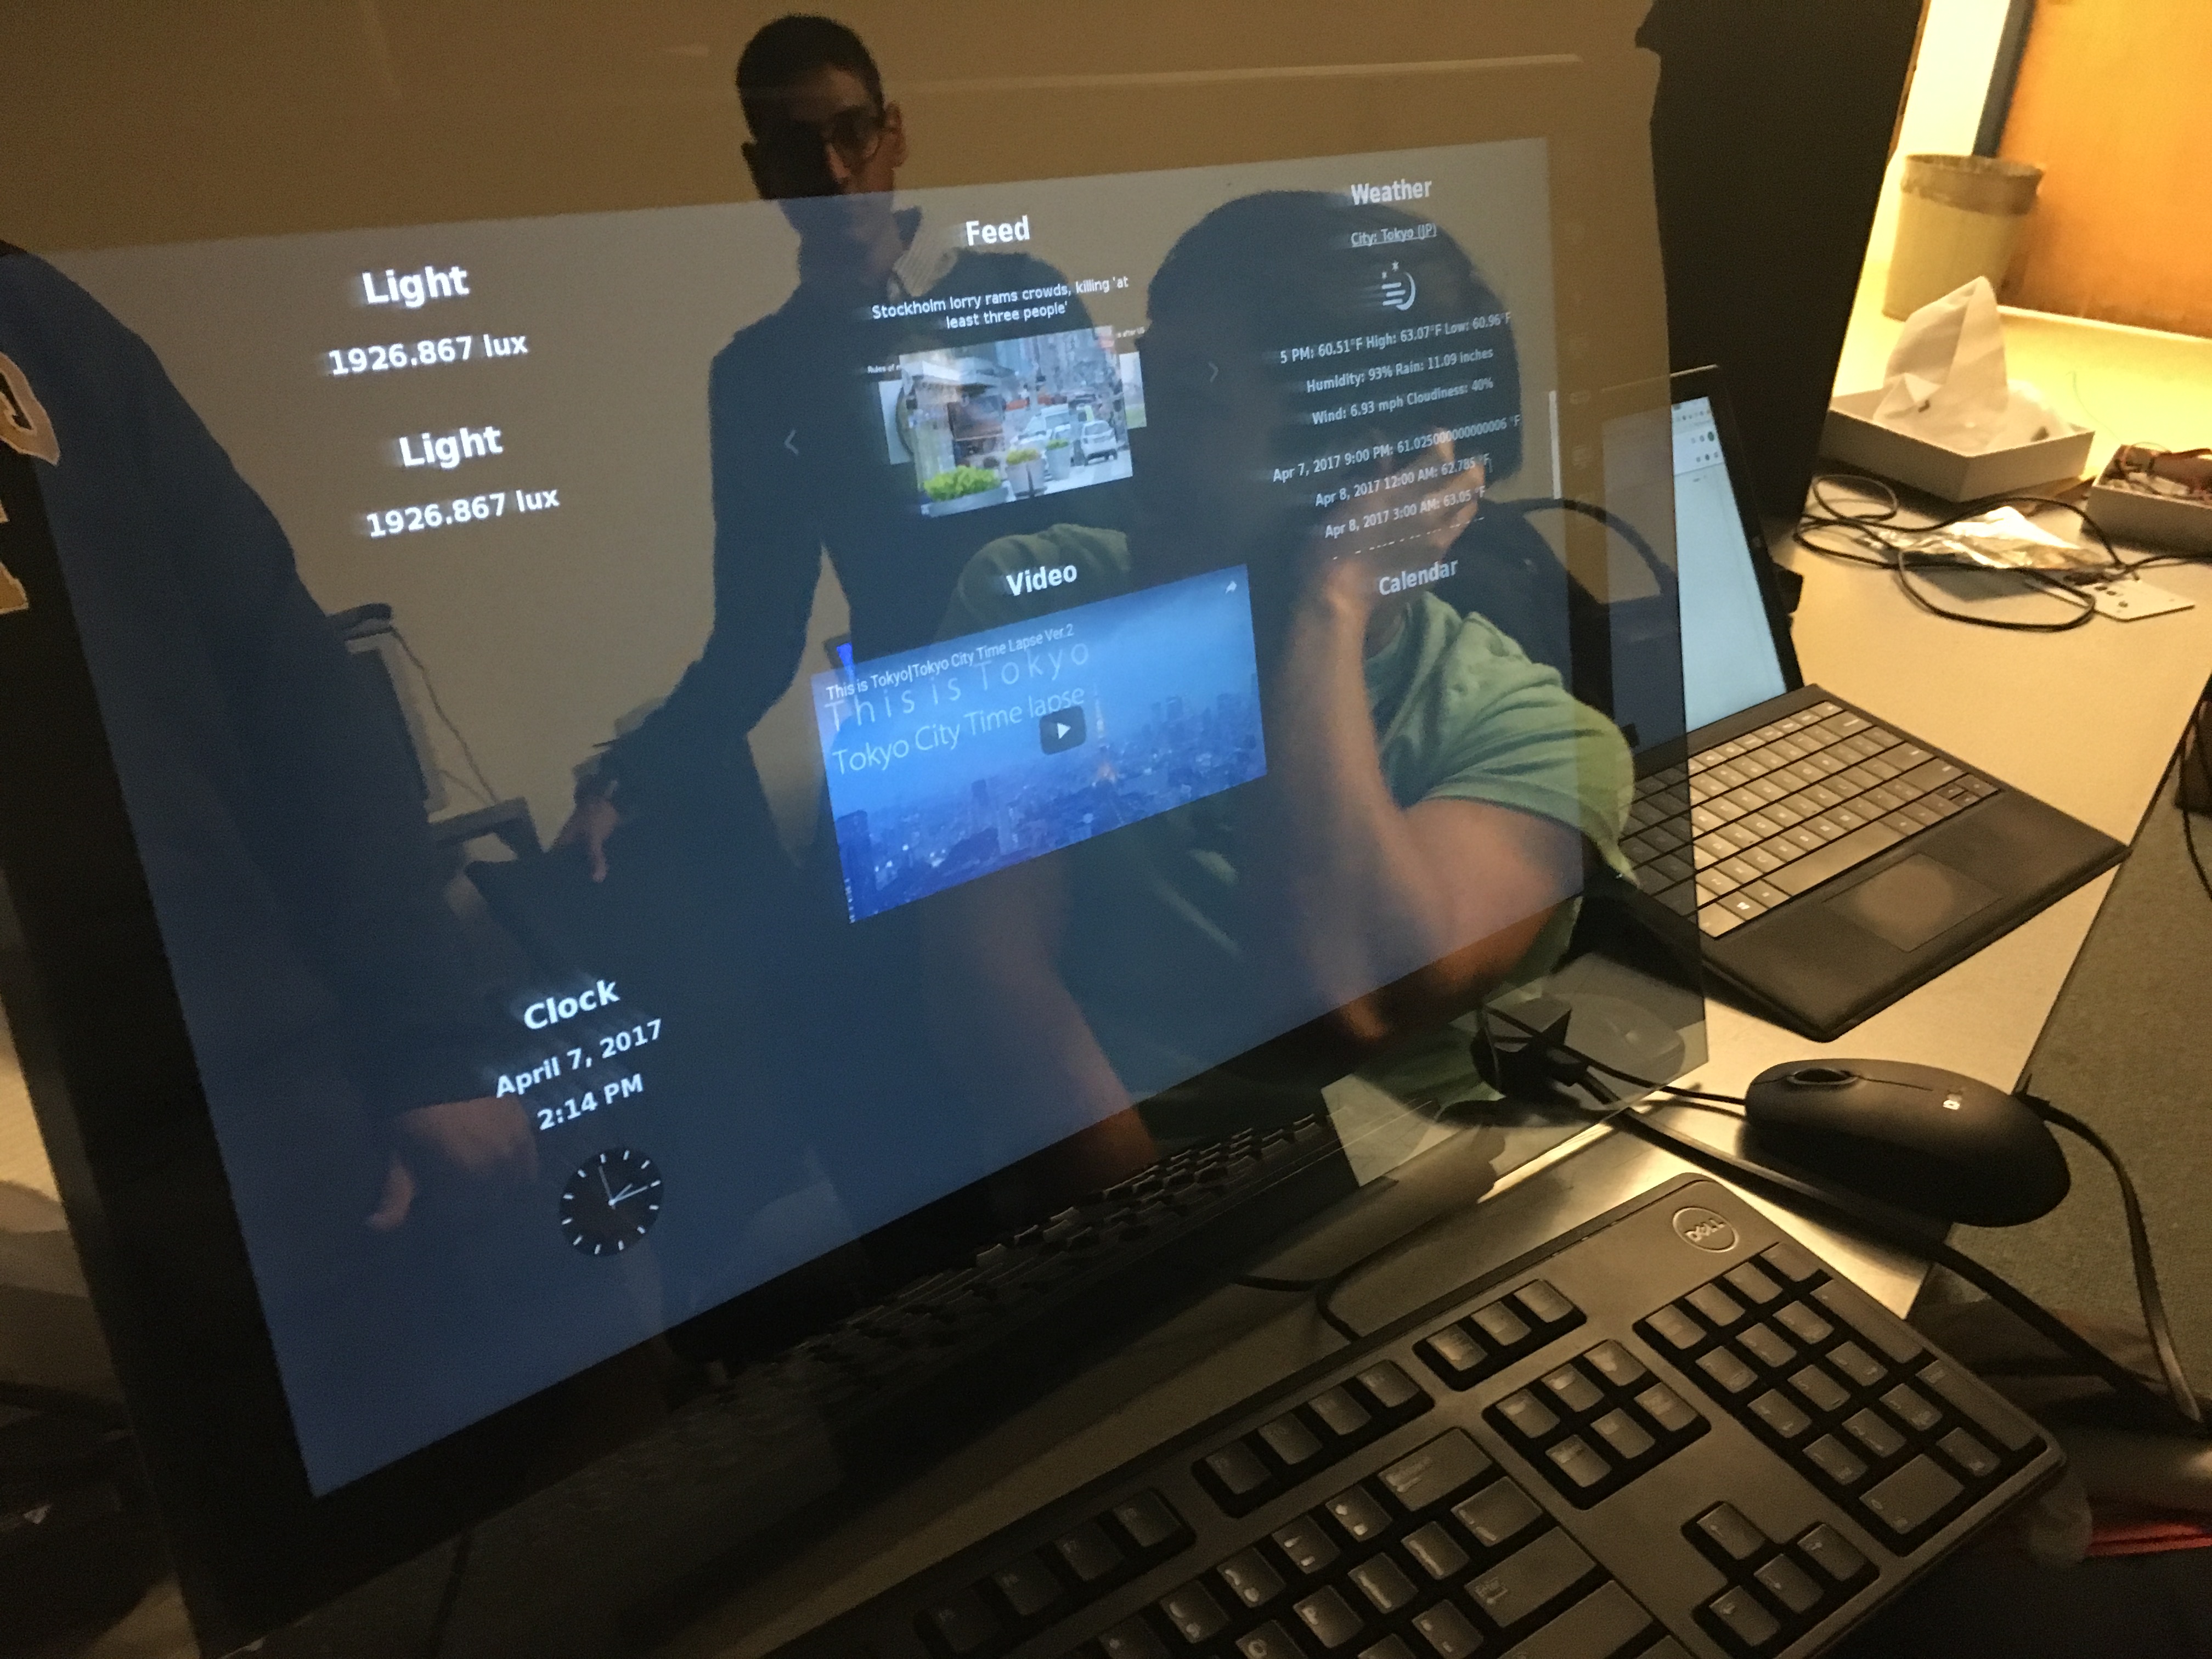 Light
1926.867 lux
Light
1926.867 lux
Clock
April 7, 2017
2:14 PM
Feed
Stockholm lorry rams crowds, killing 'at
least three people'
Rules of
Video
This is Tokyo|Tokyo City Time Lapse Ver.2
This is Tokyo
Tokyo City Time lapse
Weather
City: Tokyo (JP)
5 PM: 60.51°F High: 63.07°F Low: 60.96°F
Humidity: 93% Rain: 11.09 inches
Wind: 6.93 mph Cloudiness: 40%
Apr 7, 2017 9:00 PM: 61.025000000000006 °F
Apr 8, 2017 12:00 AM: 62.785 °F
Apr 8, 2017 3:00 AM: 63.05 °F
Calendar
DELL